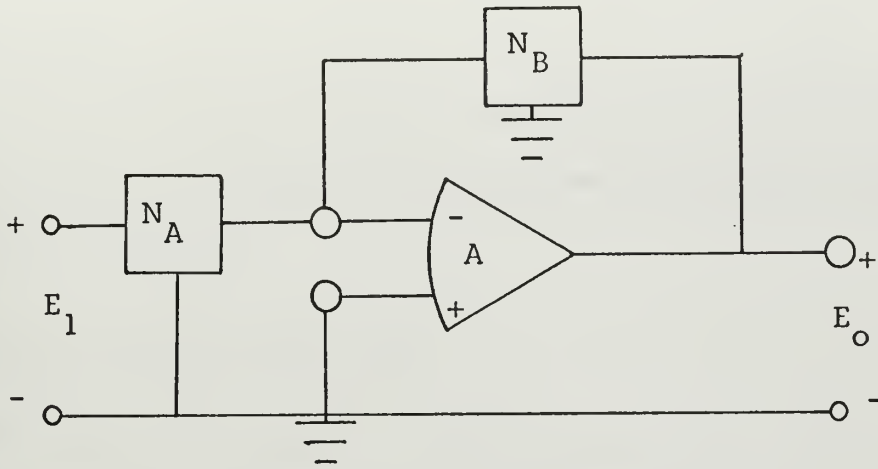 N_B
N_A
+
-
A
+
+
E_1
E_o
-
-